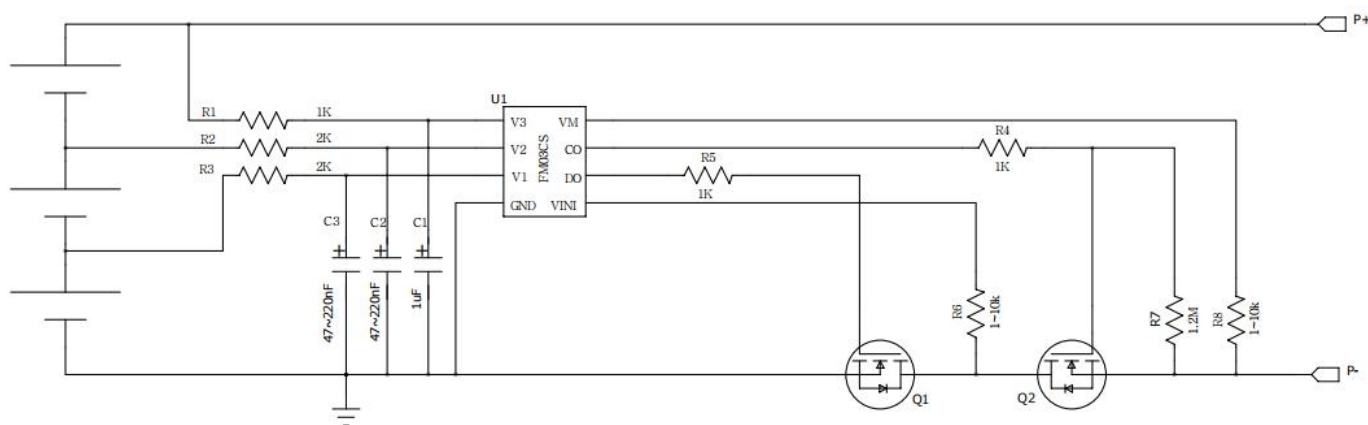 P+
U1
R1 1K V3 VM
R4
R2 2K V2 CO
R5
R3 2K V1 DO
1K
FM03CS
1K
GND VINI
C3 C2 C1
47~220nF
47~220nF
1uF
R6
1~10k
R7
1.2M
R8
1~10k
P-
Q1 Q2